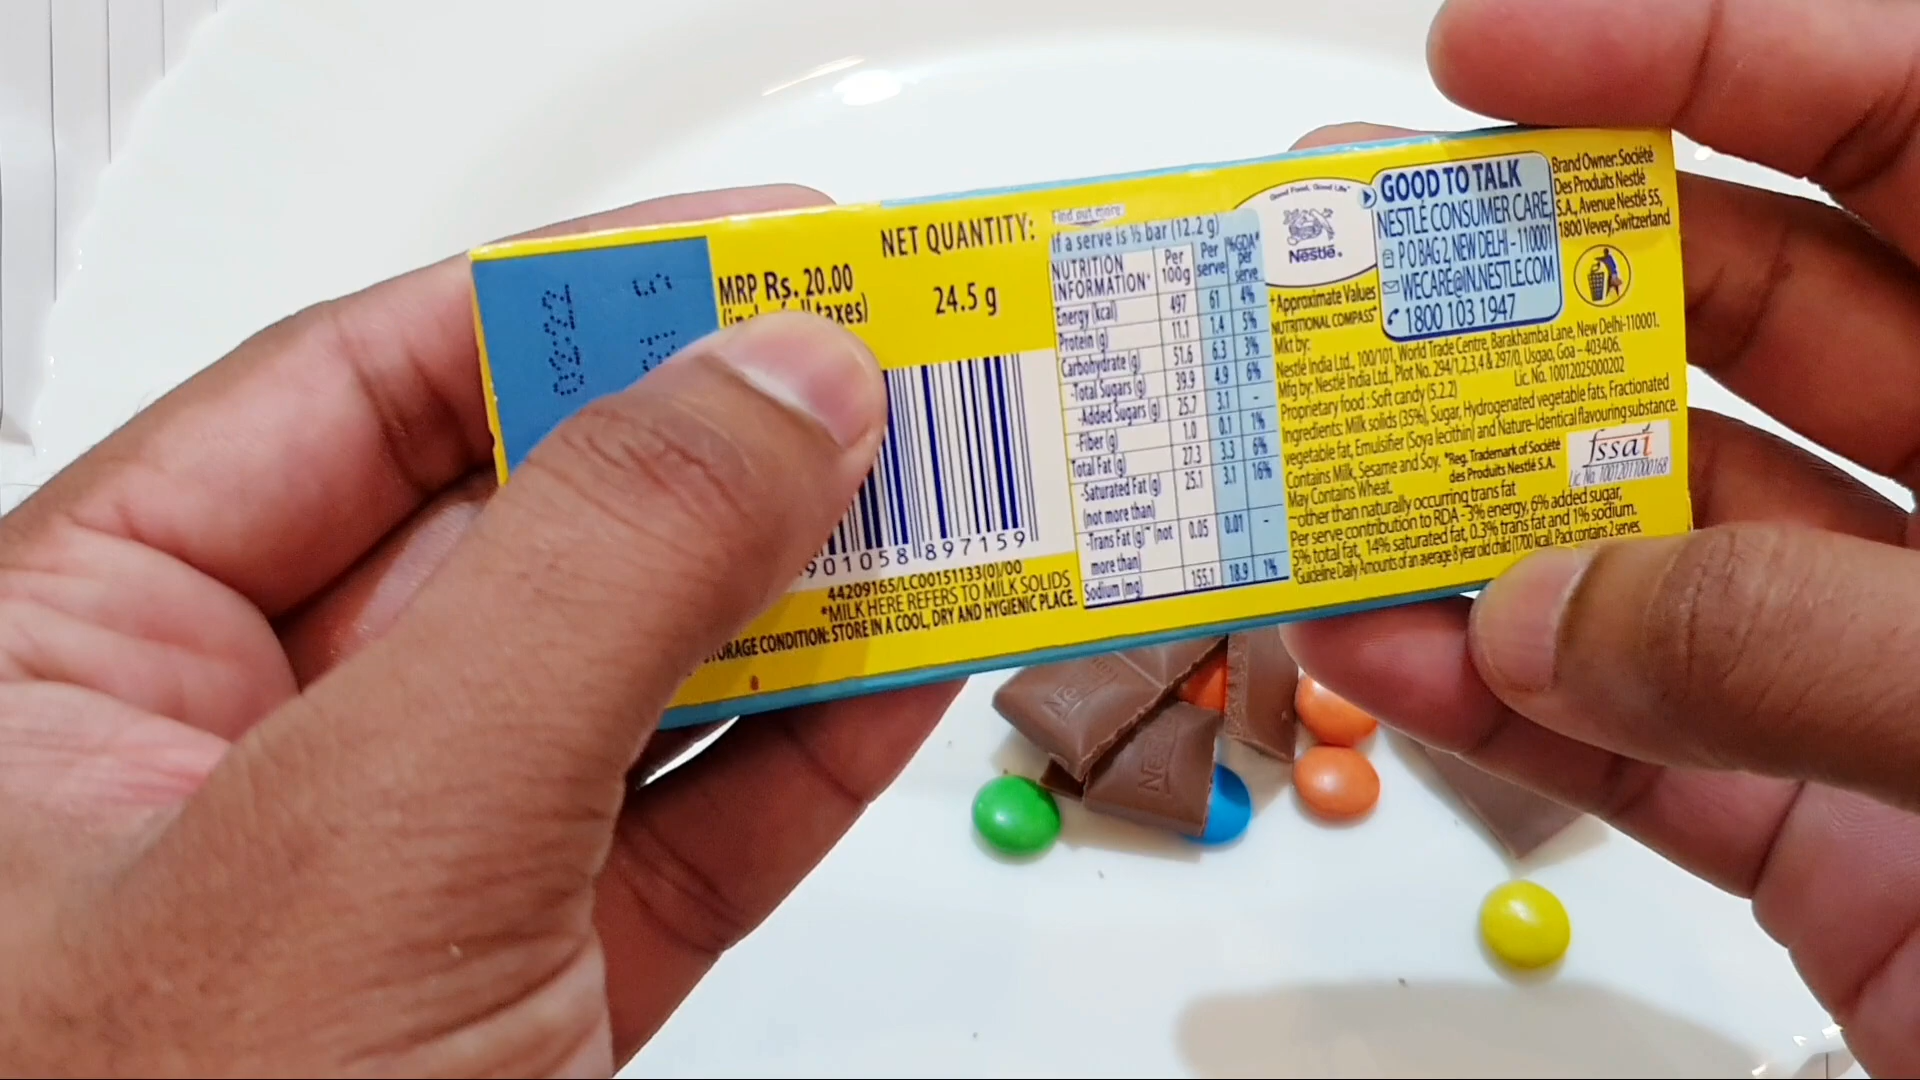 MRP Rs. 20.00
NET QUANTITY:
24.5 g
901058 897159
44209165/LC00151133(0)/00
*MILK HERE REFERS TO MILK SOLIDS
STORAGE CONDITION: STORE IN A COOL, DRY AND HYGIENIC PLACE.
Find out more
If a serve is ½ bar (12.2 g)
NUTRITION INFORMATION+ Per 100g Per serve %GDA* per serve
Energy (kcal) 497 61 4%
Protein (g) 11.1 1.4 5%
Carbohydrate (g) 51.6 6.3 3%
-Total Sugars (g) 39.9 4.9 6%
-Added Sugars (g) 25.7 3.1 -
-Fiber (g) 1.0 0.1 1%
Total Fat (g) 27.3 3.3 6%
-Saturated Fat (g) (not more than) 25.1 3.1 16%
-Trans Fat (g)~ (not more than) 0.05 0.01 -
Sodium (mg) 155.1 18.9 1%
Good Food, Good Life
Nestlé.
+Approximate Values
NUTRITIONAL COMPASS
GOOD TO TALK
NESTLÉ CONSUMER CARE,
P O BAG 2, NEW DELHI - 110001
WECARE@IN.NESTLE.COM
1800 103 1947
Brand Owner: Société
Des Produits Nestlé
S.A., Avenue Nestlé 55,
1800 Vevey, Switzerland
Mkt by:
Nestlé India Ltd., 100/101, World Trade Centre, Barakhamba Lane, New Delhi-110001.
Mfg by: Nestlé India Ltd., Plot No. 294/1,2,3,4 & 297/0, Usgao, Goa - 403406.
Lic. No. 10012025000202
Proprietary food : Soft candy (5.2.2)
Ingredients: Milk solids (35%), Sugar, Hydrogenated vegetable fats, Fractionated
vegetable fat, Emulsifier (Soya lecithin) and Nature-Identical flavouring substance.
Contains Milk, Sesame and Soy.
May Contains Wheat.
*Reg. Trademark of Société
des Produits Nestlé S.A.
fssai
Lic. No. 10012011000168
~other than naturally occurring trans fat
Per serve contribution to RDA - 3% energy, 6% added sugar,
5% total fat, 14% saturated fat, 0.3% trans fat and 1% sodium.
*Guideline Daily Amounts of an average 8 year old child (1700 kcal). Pack contains 2 serves.
Nestlé